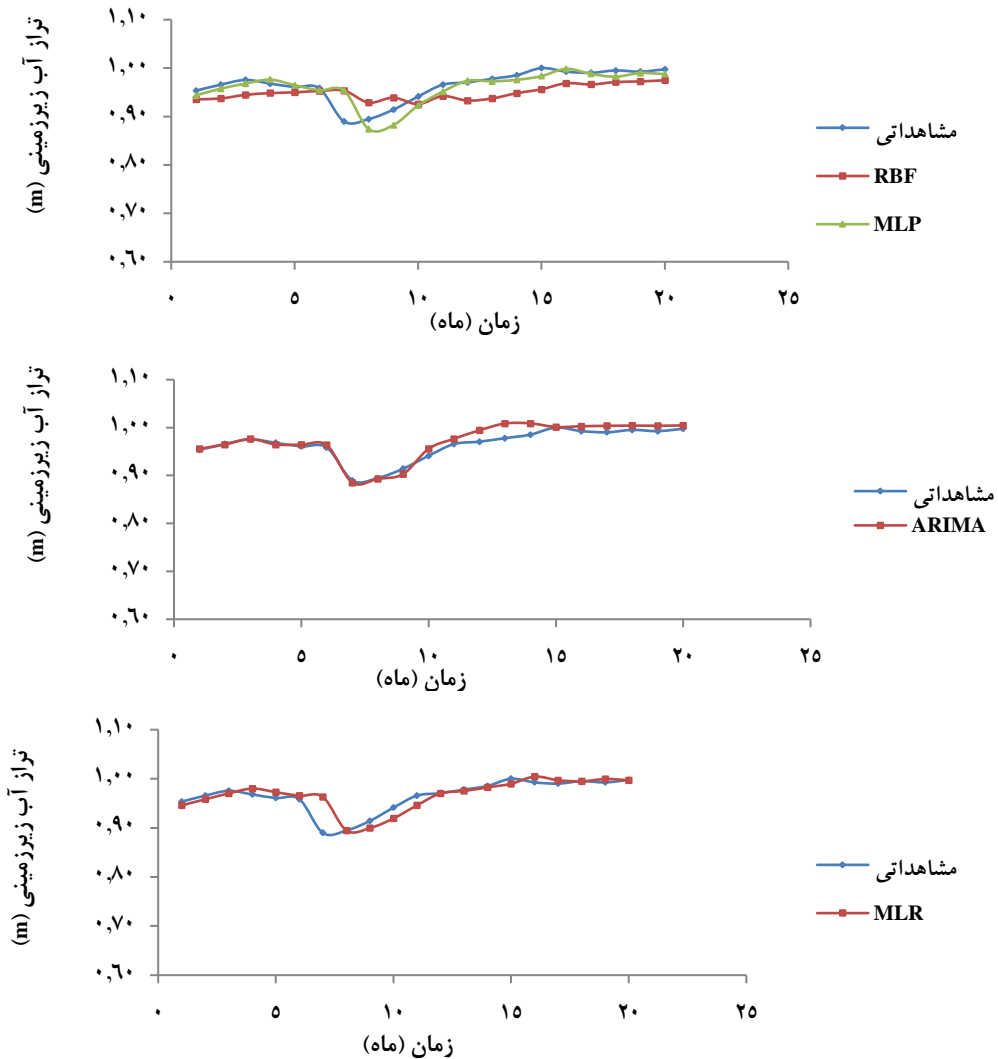 تراز آب زیرزمینی (m)
۱,۱۰
۱,۰۰
۰,۹۰
۰,۸۰
۰,۷۰
۰,۶۰
۰ ۵ ۱۰ ۱۵ ۲۰ ۲۵
زمان (ماه)
مشاهداتی
RBF
MLP
تراز آب زیرزمینی (m)
۱,۱۰
۱,۰۰
۰,۹۰
۰,۸۰
۰,۷۰
۰,۶۰
۰ ۵ ۱۰ ۱۵ ۲۰ ۲۵
زمان (ماه)
مشاهداتی
ARIMA
تراز آب زیرزمینی (m)
۱,۱۰
۱,۰۰
۰,۹۰
۰,۸۰
۰,۷۰
۰,۶۰
۰ ۵ ۱۰ ۱۵ ۲۰ ۲۵
زمان (ماه)
مشاهداتی
MLR